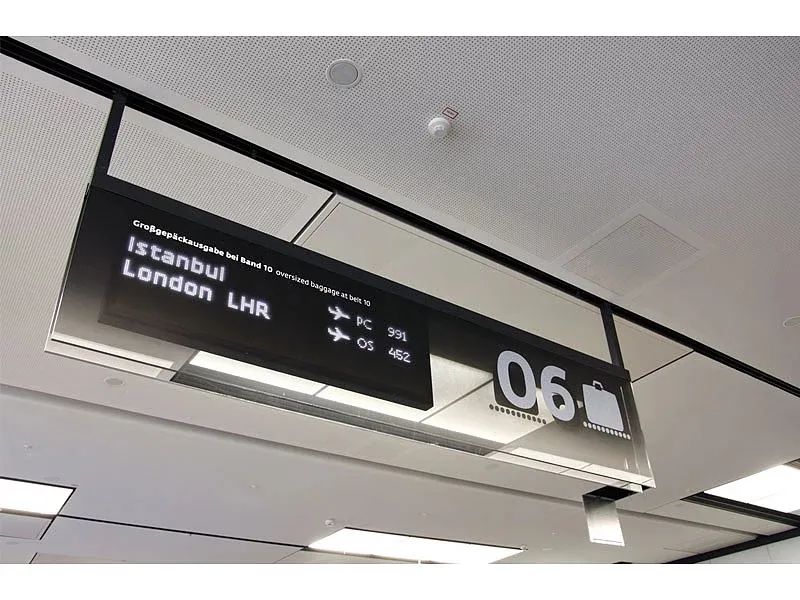 Großgepäckausgabe bei Band 10 oversized baggage at belt 10
Istanbul PC 991
London LHR OS 452
06